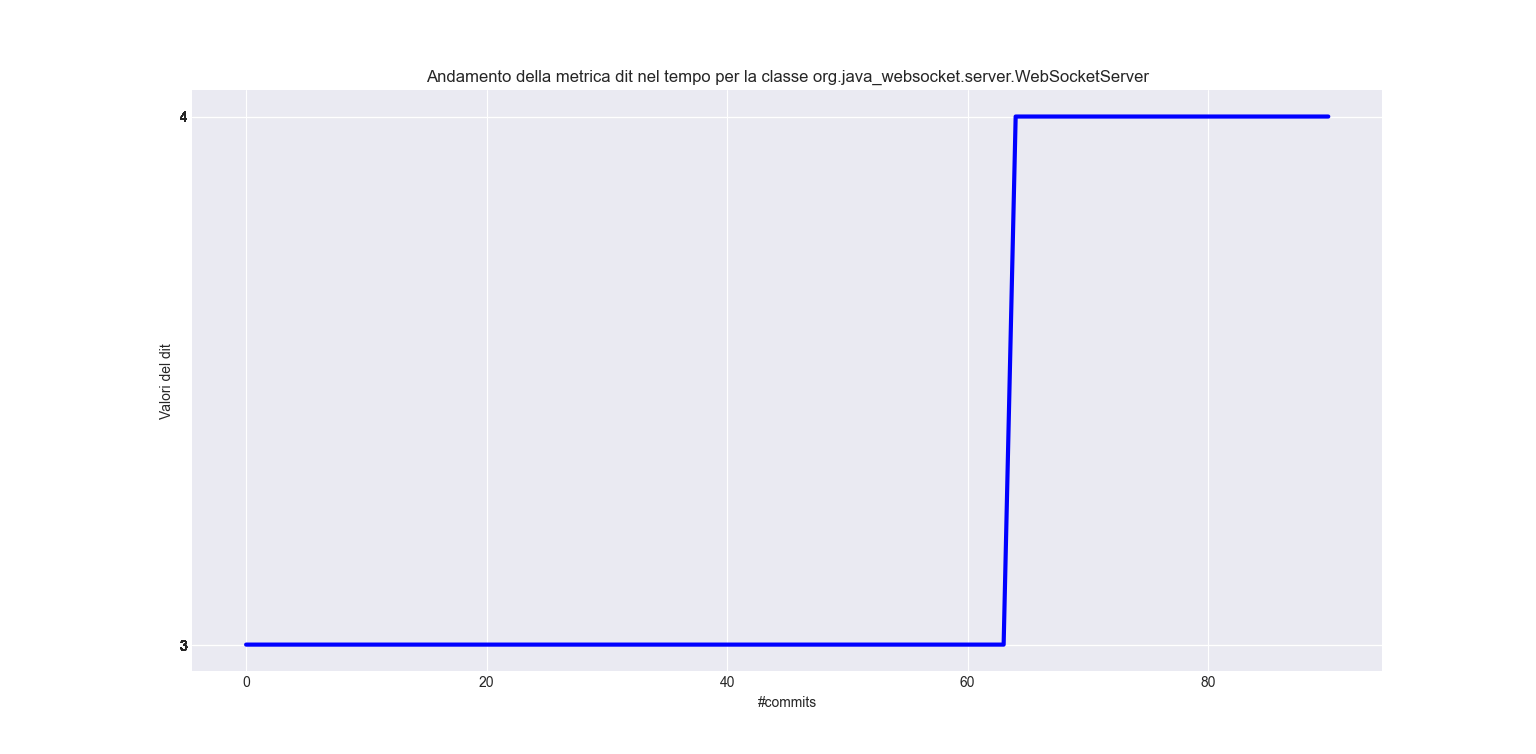 Andamento della metrica dit nel tempo per la classe org.java_websocket.server.WebSocketServer
4
Valori del dit
3
0 20 40 60 80
#commits